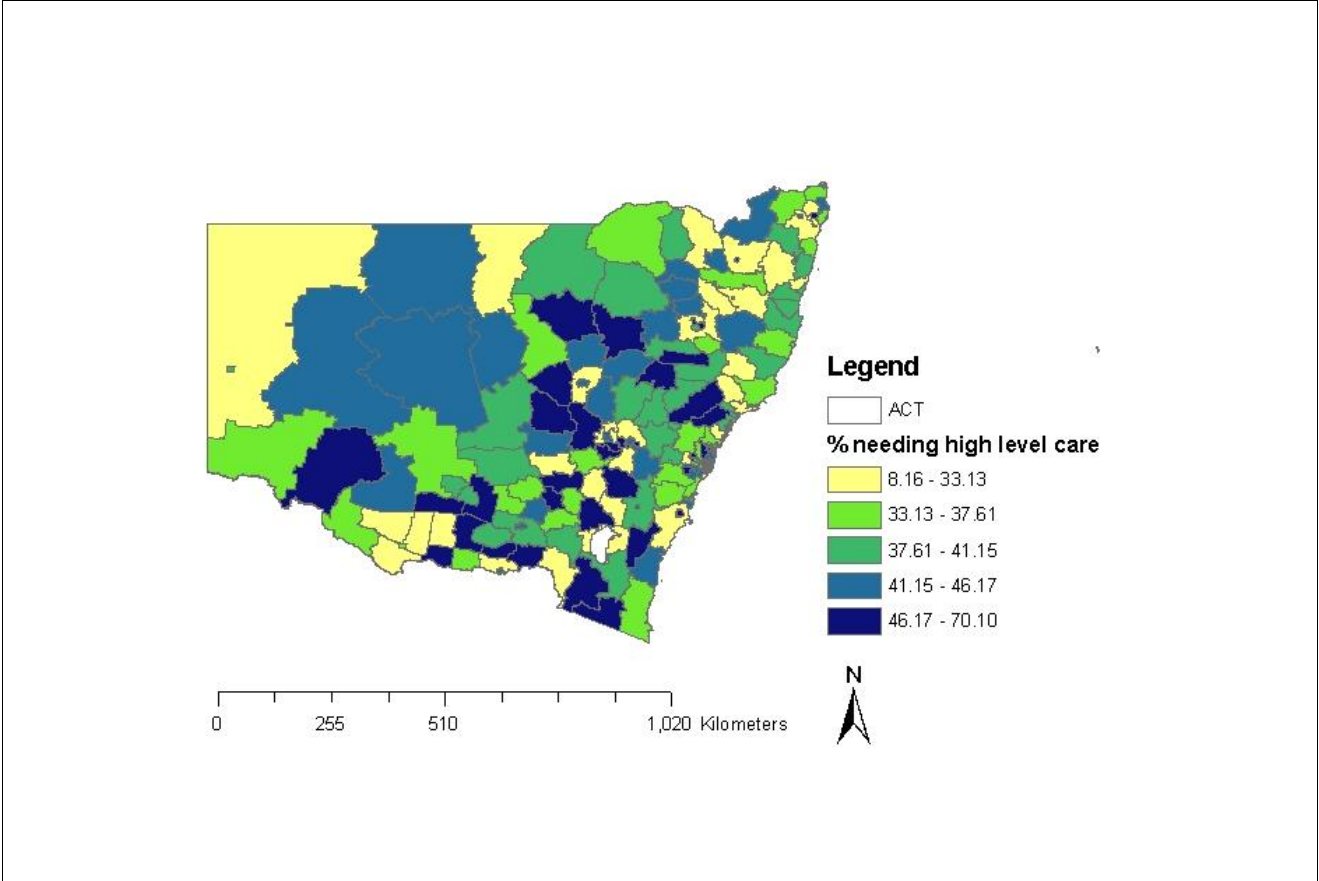 Legend
ACT
% needing high level care
8.16 - 33.13
33.13 - 37.61
37.61 - 41.15
41.15 - 46.17
46.17 - 70.10
N
0 255 510 1,020 Kilometers